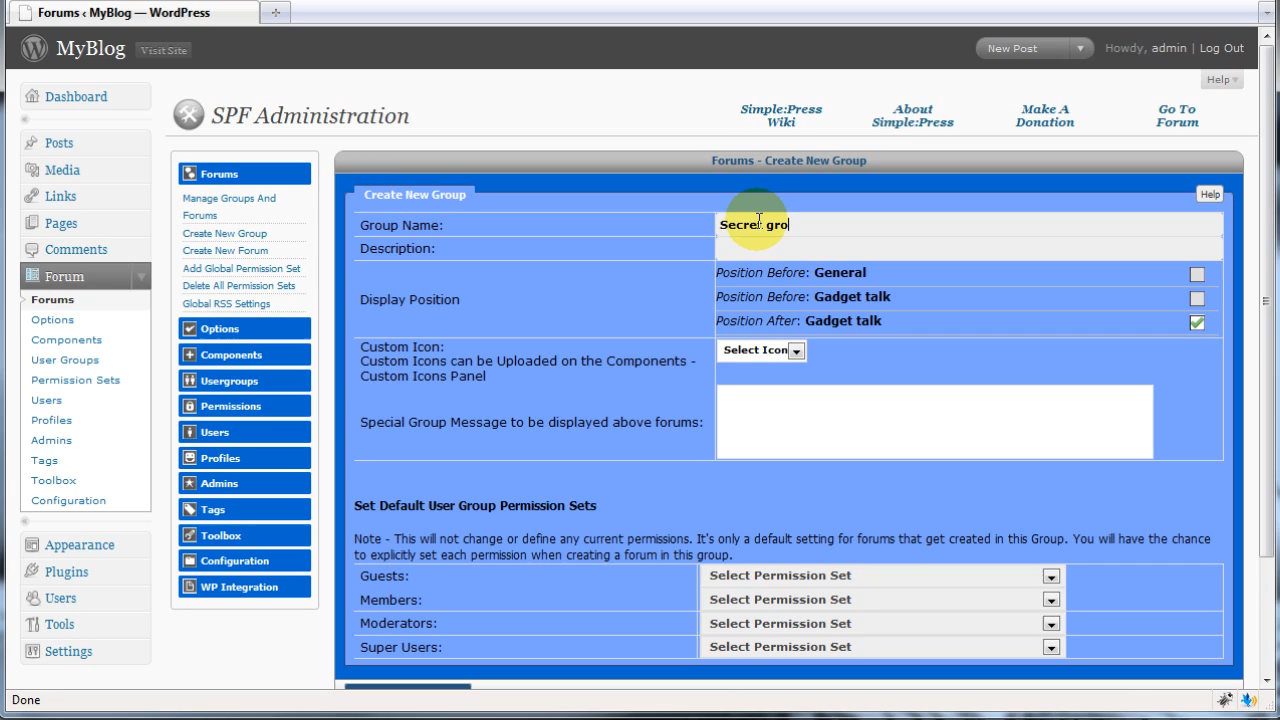 Forums ‹ MyBlog — WordPress
MyBlog
Visit Site
New Post
Howdy, admin | Log Out
Help
SPF Administration
Simple:Press
Wiki
About
Simple:Press
Make A
Donation
Go To
Forum
Dashboard
Posts
Media
Links
Pages
Comments
Forum
Forums
Options
Components
User Groups
Permission Sets
Users
Profiles
Admins
Tags
Toolbox
Configuration
Appearance
Plugins
Users
Tools
Settings
Forums
Manage Groups And
Forums
Create New Group
Create New Forum
Add Global Permission Set
Delete All Permission Sets
Global RSS Settings
Options
Components
Usergroups
Permissions
Users
Profiles
Admins
Tags
Toolbox
Configuration
WP Integration
Forums - Create New Group
Create New Group
Help
Group Name:
Secret gro
Description:
Display Position
Position Before: General
Position Before: Gadget talk
Position After: Gadget talk
Custom Icon:
Custom Icons can be Uploaded on the Components -
Custom Icons Panel
Select Icon
Special Group Message to be displayed above forums:
Set Default User Group Permission Sets
Note - This will not change or define any current permissions. It's only a default setting for forums that get created in this Group. You will have the chance
to explicitly set each permission when creating a forum in this group.
Guests: Select Permission Set
Members: Select Permission Set
Moderators: Select Permission Set
Super Users: Select Permission Set
Done